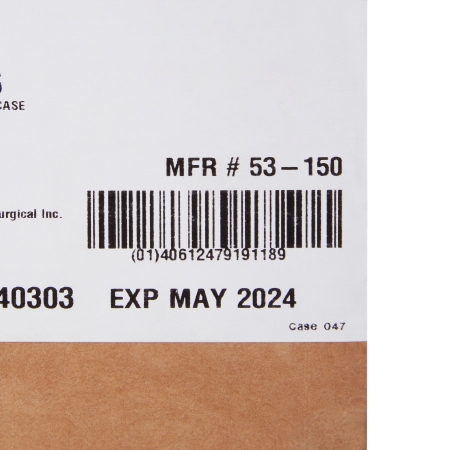 CASE
MFR # 53-150
urgical Inc.
(01)40612479191189
40303 EXP MAY 2024
Case 047